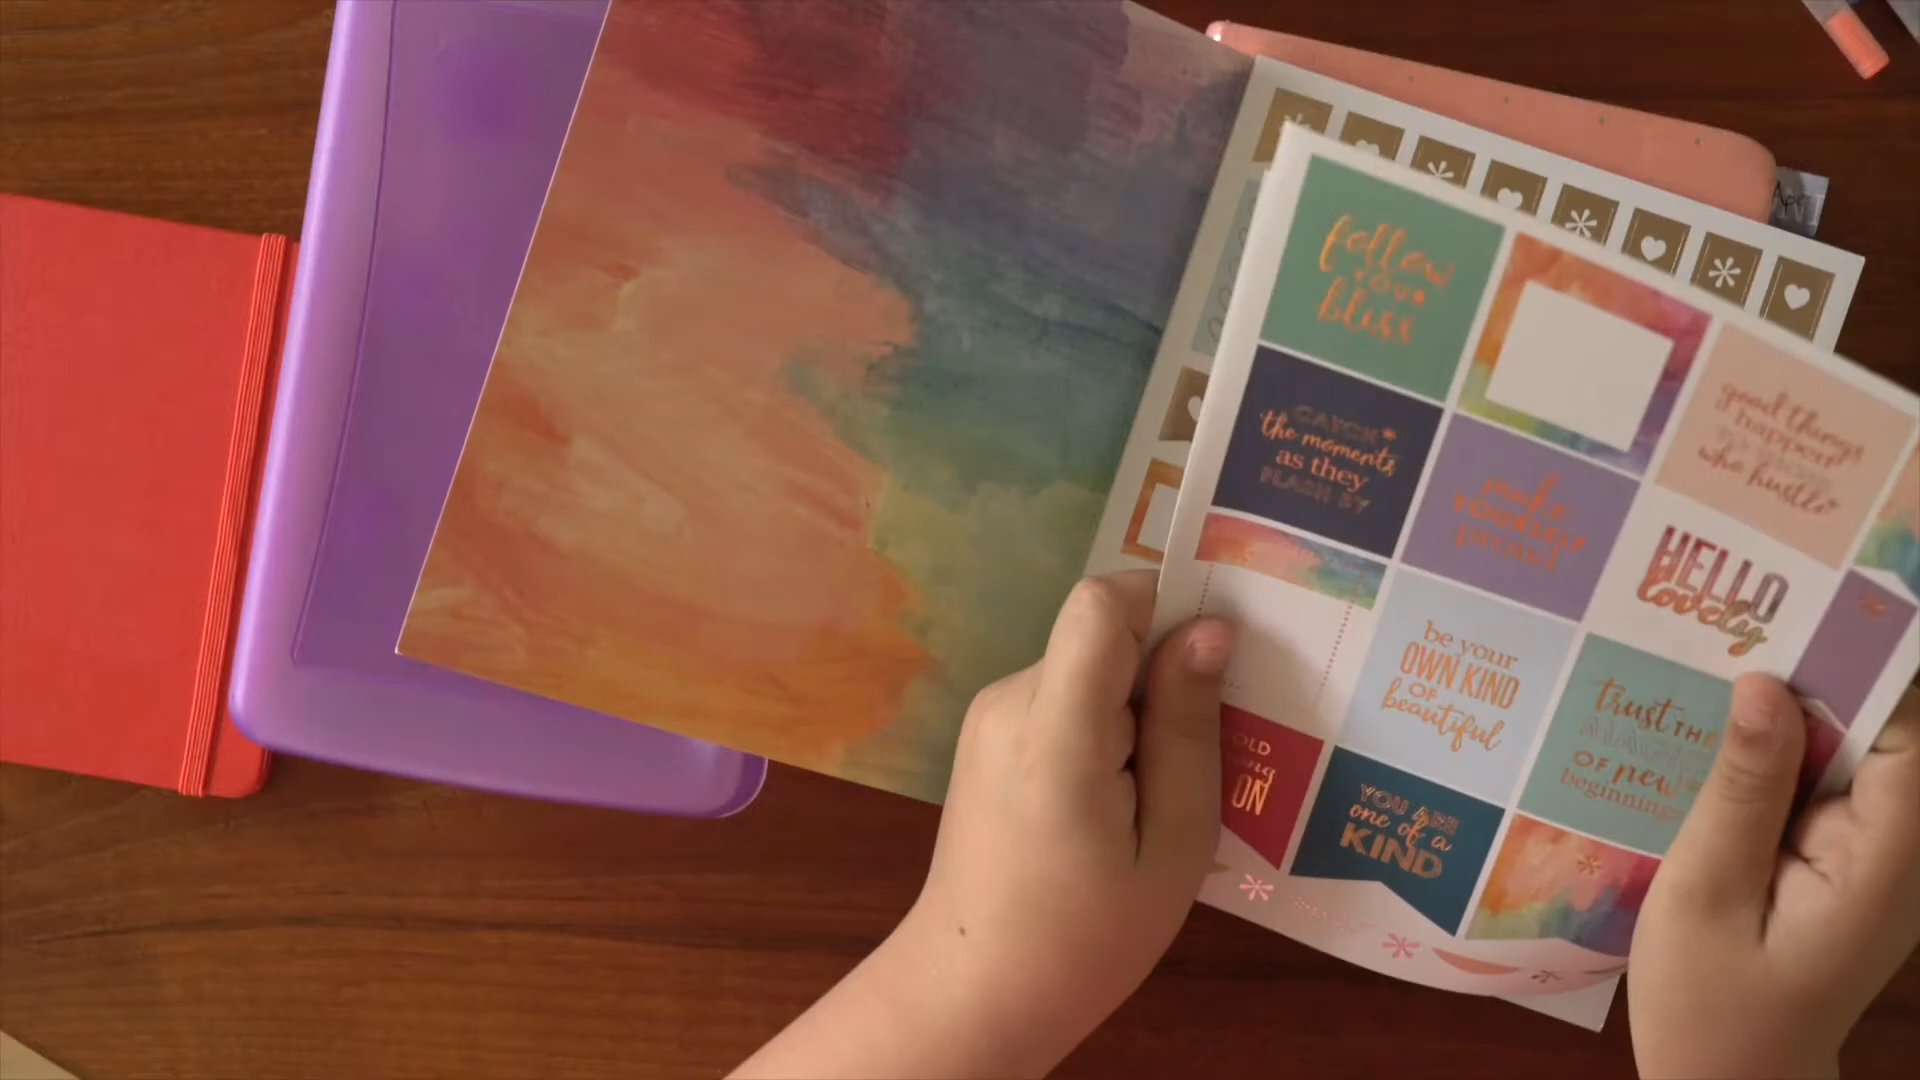 Apr
follow
YOUR
bliss
good things
happen
who hustle
CATCH
the moments
as they
FLASH BY
make
YOURSELF
proud
HELLO
lovely
be your
OWN KIND
OF
beautiful
trust THE
MAGIC
OF new
beginnings
OLD
ON
YOU ARE
one of a
KIND